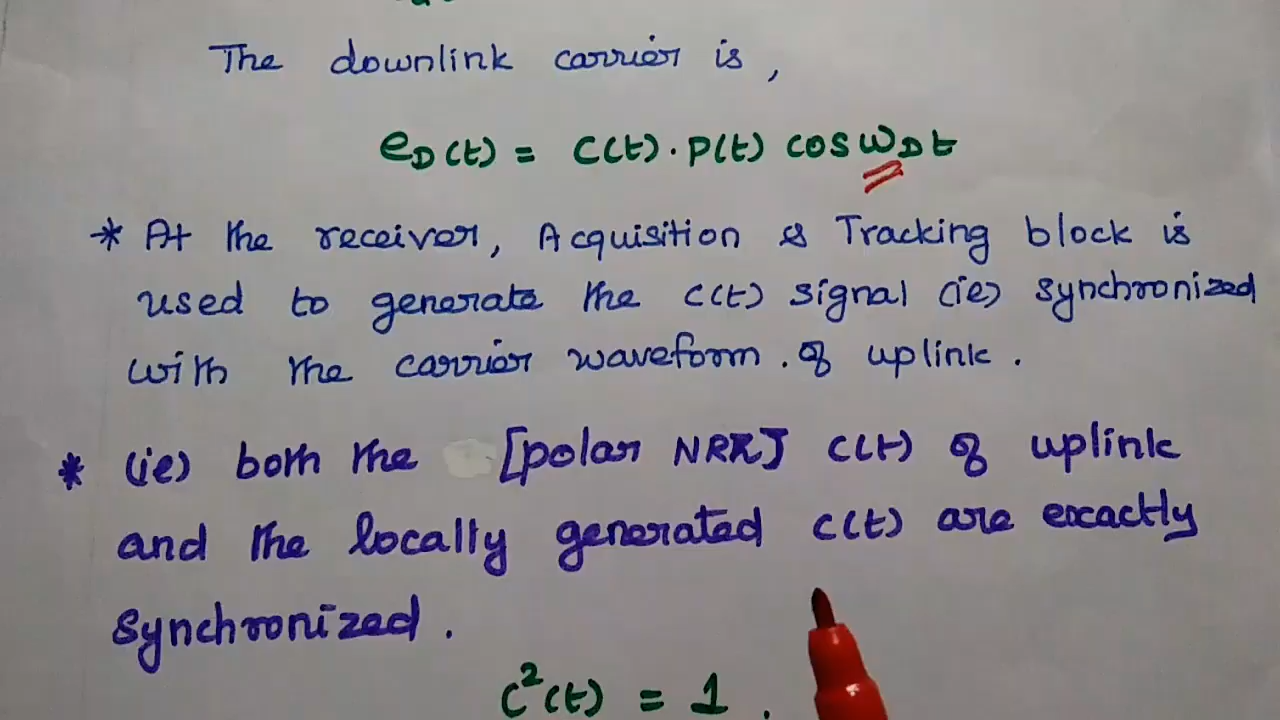 The downlink carrier is,
e_D(t) = C(t).P(t) cos ω_D t
* At the receiver, Acquisition & Tracking block is
used to generate the C(t) signal (ie) synchronized
with the carrier waveform. of uplink.
* (ie) both the [polar NRZ] C(t) of uplink
and the locally generated C(t) are exactly
synchronized.
C²(t) = 1.